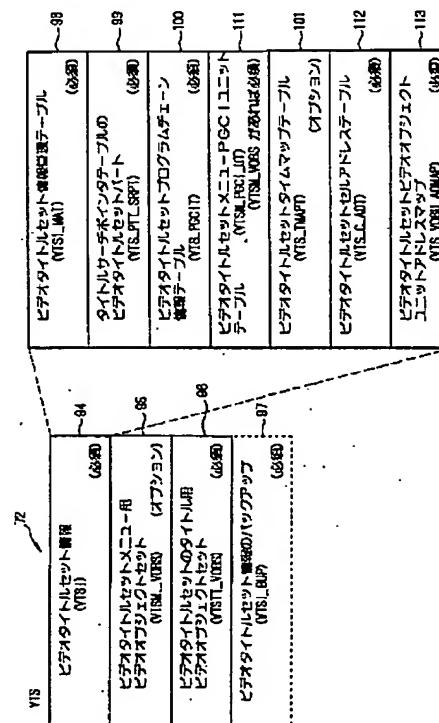 YTS
72
ビデオタイトルセット情報
(VTSI)
(必須)
94
ビデオタイトルセットメニュー用
ビデオオブジェクトセット
(VTSM_VOBS)
(オプション)
95
ビデオタイトルセットのタイトル用
ビデオオブジェクトセット
(VTSTT_VOBS)
(必須)
96
ビデオタイトルセット情報のバックアップ
(VTSI_BUP)
(必須)
97
ビデオタイトルセット情報管理テーブル
(VTSI_MAT)
(必須)
98
タイトルサーチポインタテーブルの
ビデオタイトルセットパート
(VTS_PTT_SRPT)
(必須)
99
ビデオタイトルセットプログラムチェーン
情報テーブル
(VTS_PGCIT)
(必須)
100
ビデオタイトルセットメニューPGCIユニット
テーブル
(VTSM_PGCI_UT)
(VTSM_VOBS があれば必須)
111
ビデオタイトルセットタイムマップテーブル
(VTS_TMAPT)
(オプション)
101
ビデオタイトルセットセルアドレステーブル
(VTS_C_ADT)
(必須)
112
ビデオタイトルセットビデオオブジェクト
ユニットアドレスマップ
(VTS_VOBU_ADMAP)
(必須)
113